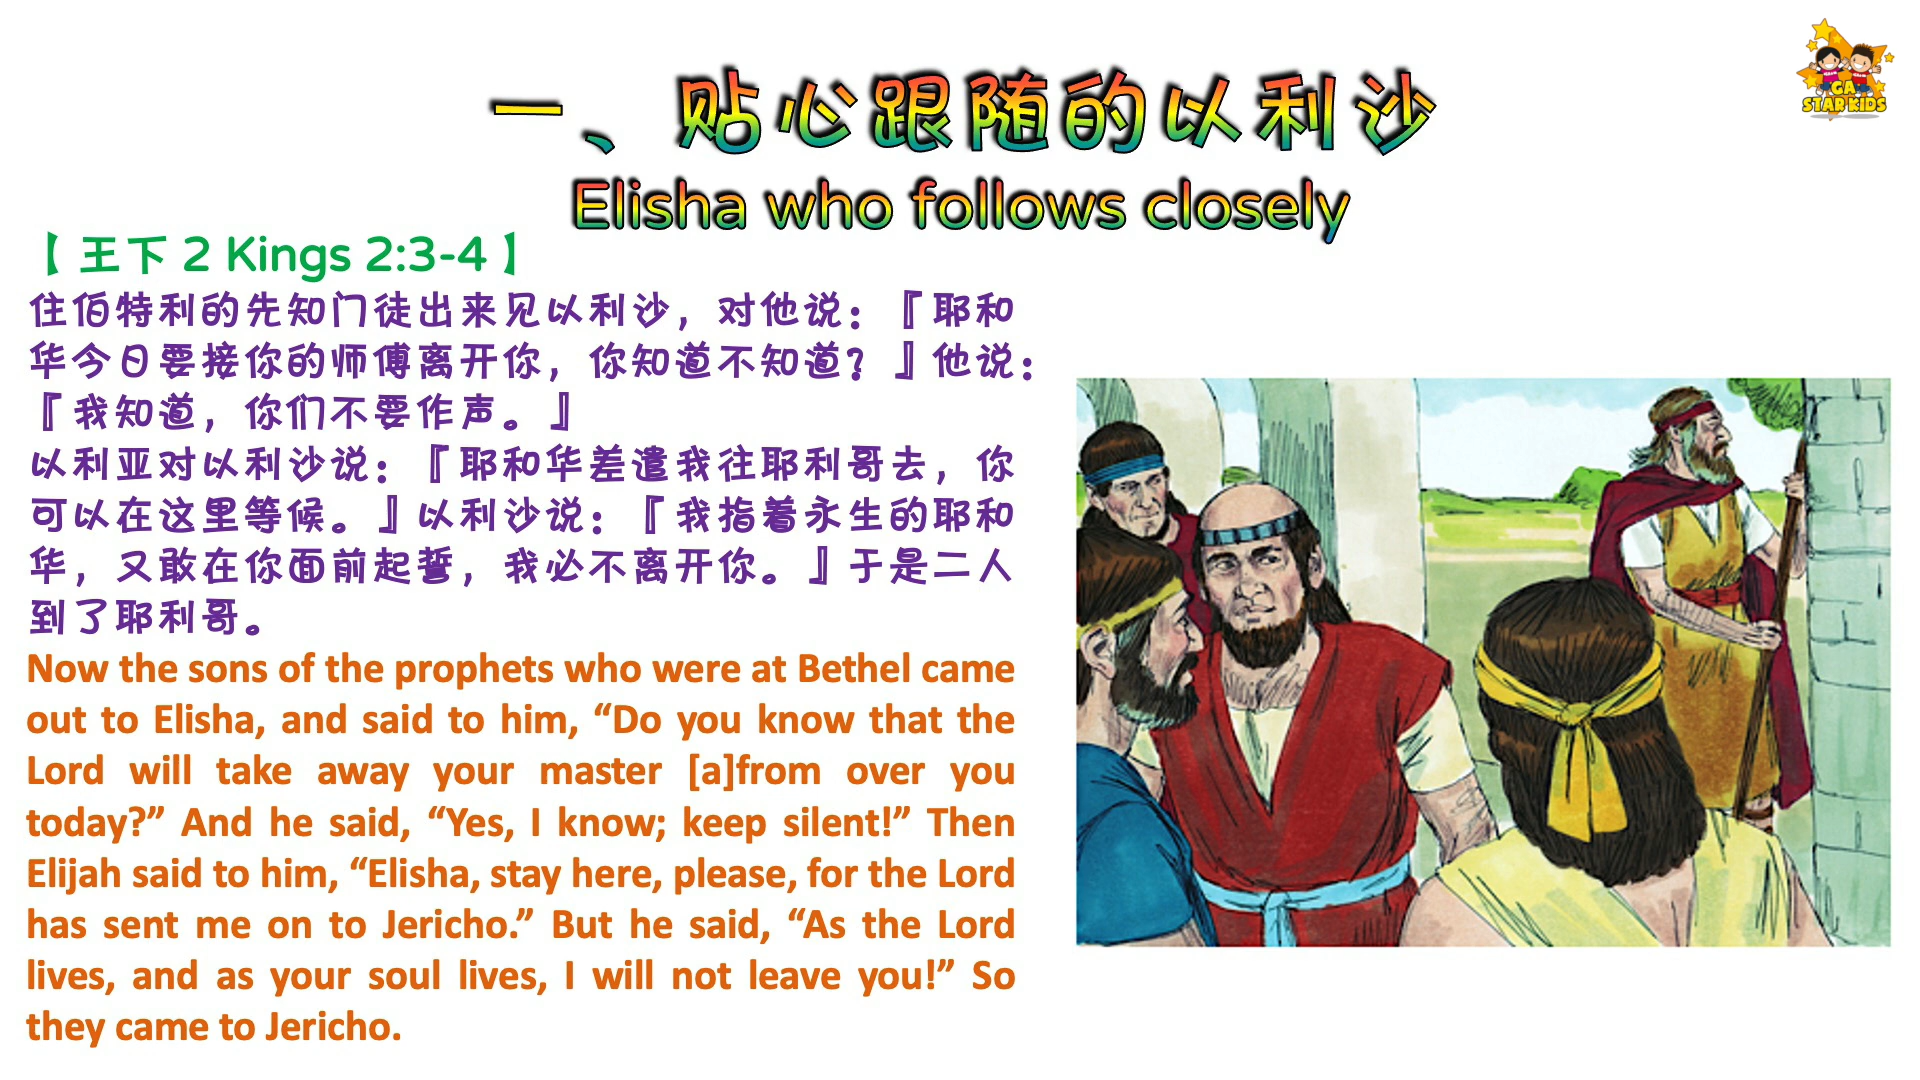 一、贴心跟随的以利沙
Elisha who follows closely
GA
STAR KIDS
【王下 2 Kings 2:3-4】
住伯特利的先知门徒出来见以利沙，对他说：『耶和
华今日要接你的师傅离开你，你知道不知道？』他说：
『我知道，你们不要作声。』
以利亚对以利沙说：『耶和华差遣我往耶利哥去，你
可以在这里等候。』以利沙说：『我指着永生的耶和
华，又敢在你面前起誓，我必不离开你。』于是二人
到了耶利哥。
Now the sons of the prophets who were at Bethel came
out to Elisha, and said to him, “Do you know that the
Lord will take away your master [a]from over you
today?” And he said, “Yes, I know; keep silent!” Then
Elijah said to him, “Elisha, stay here, please, for the Lord
has sent me on to Jericho.” But he said, “As the Lord
lives, and as your soul lives, I will not leave you!” So
they came to Jericho.